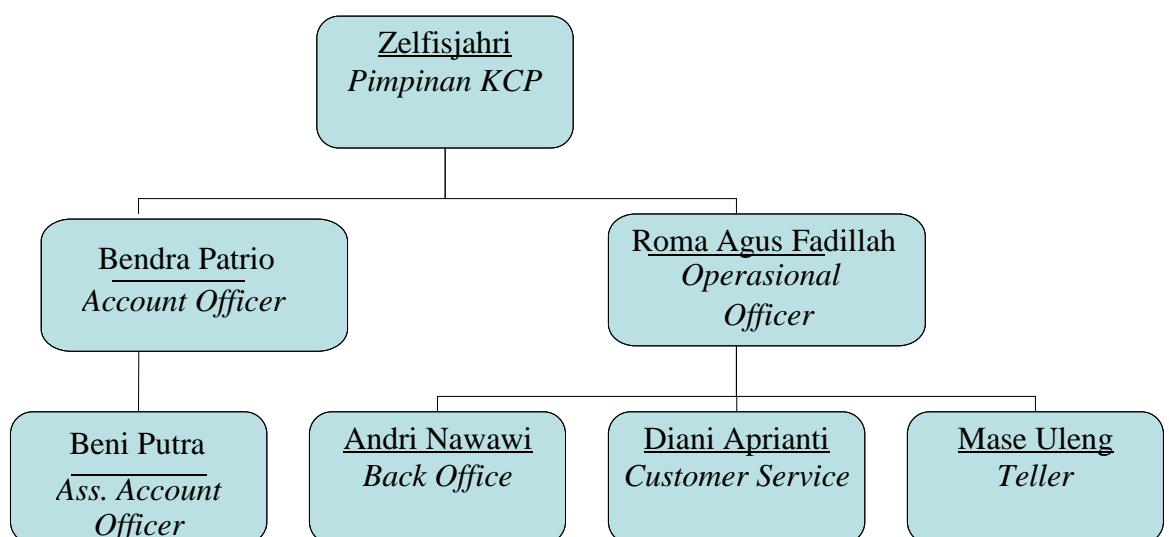 Zelfisjahri
Pimpinan KCP
Bendra Patrio
Account Officer
Roma Agus Fadillah
Operasional
Officer
Beni Putra
Ass. Account
Officer
Andri Nawawi
Back Office
Diani Aprianti
Customer Service
Mase Uleng
Teller